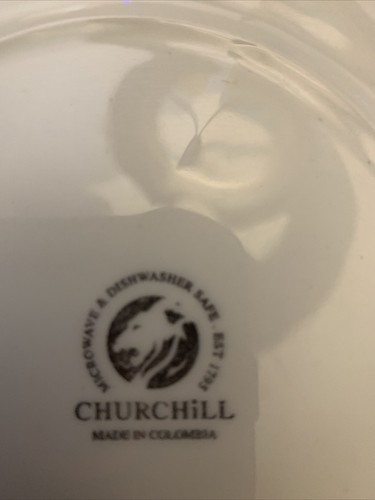 MICROWAVE & DISHWASHER SAFE . EST 1795
CHURCHiLL
MADE IN COLOMBIA